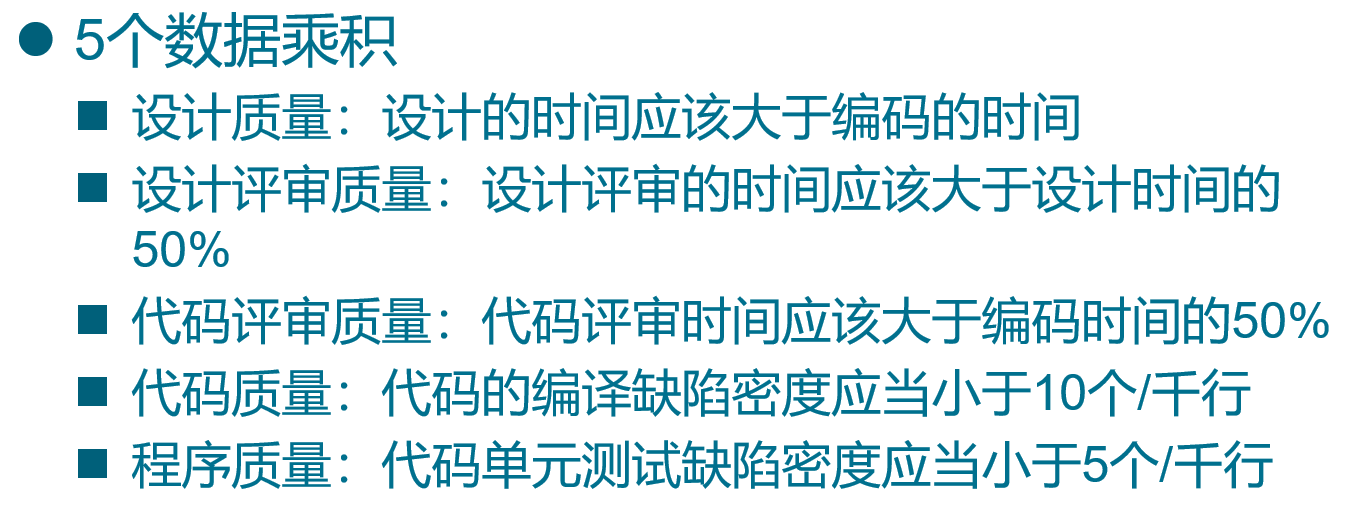 5个数据乘积
设计质量：设计的时间应该大于编码的时间
设计评审质量：设计评审的时间应该大于设计时间的
50%
代码评审质量：代码评审时间应该大于编码时间的50%
代码质量：代码的编译缺陷密度应当小于10个/千行
程序质量：代码单元测试缺陷密度应当小于5个/千行